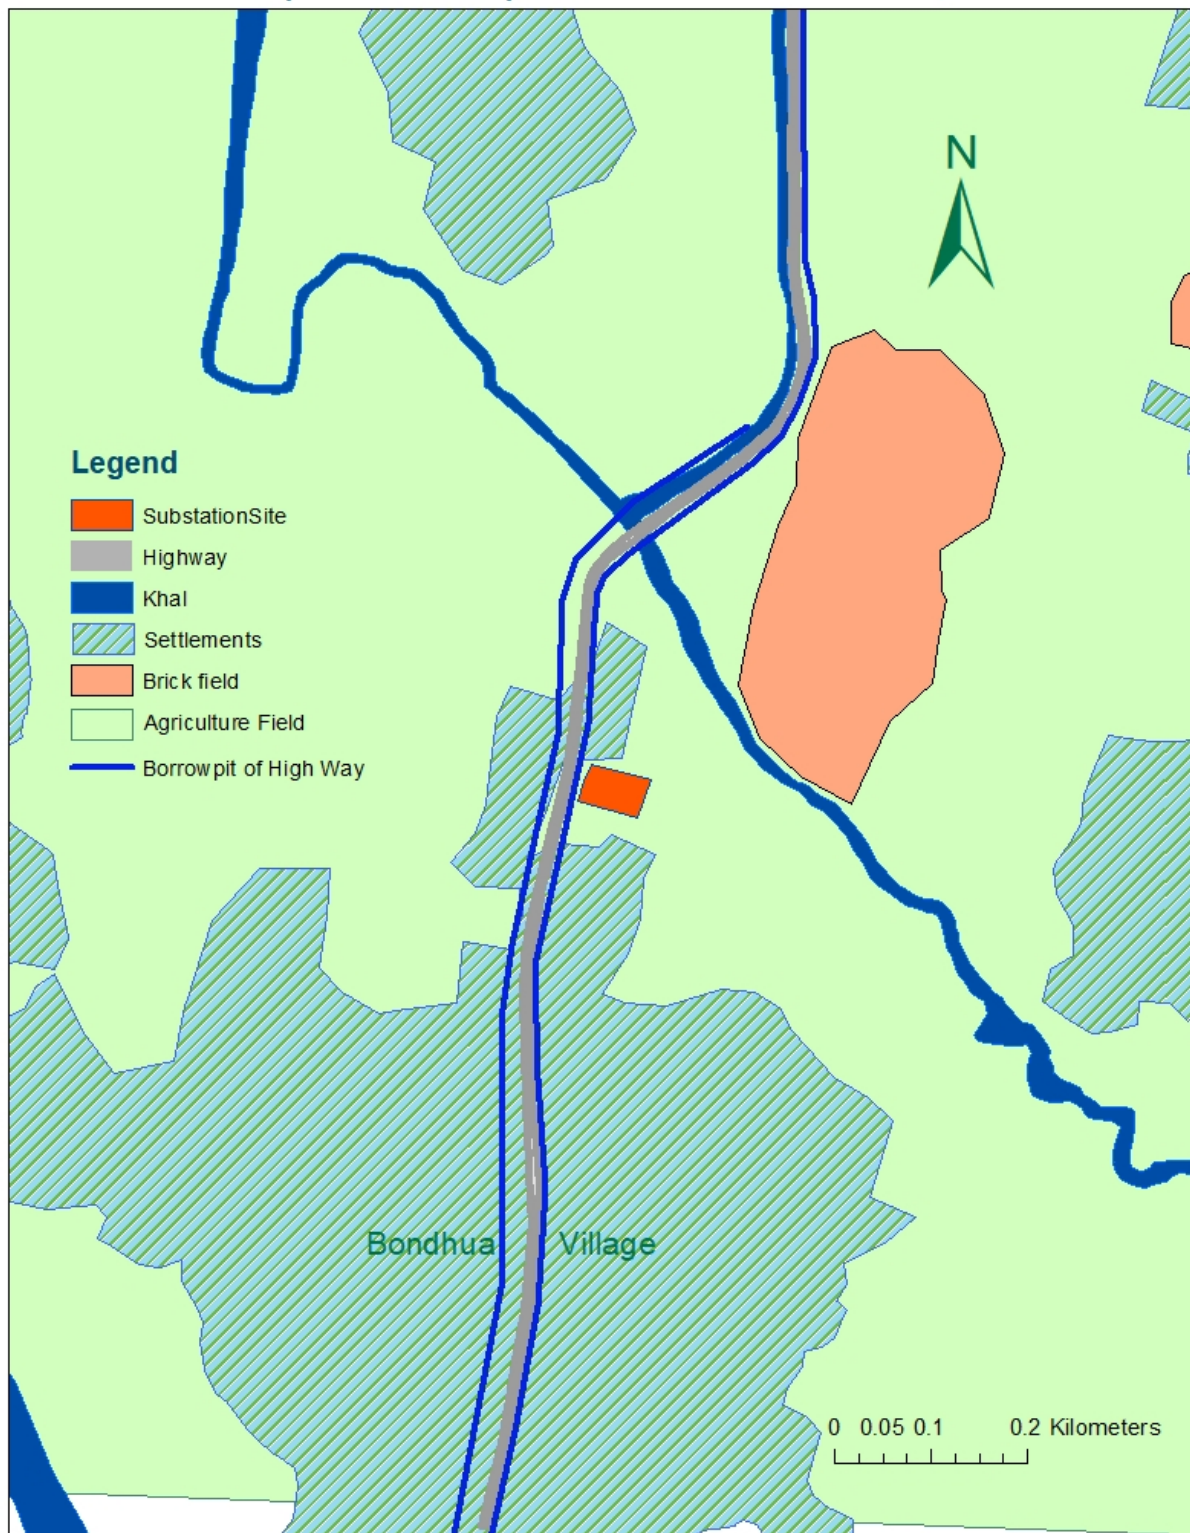 N
Legend
SubstationSite
Highway
Khal
Settlements
Brick field
Agriculture Field
Borrowpit of High Way
Bondhua Village
0 0.05 0.1 0.2 Kilometers